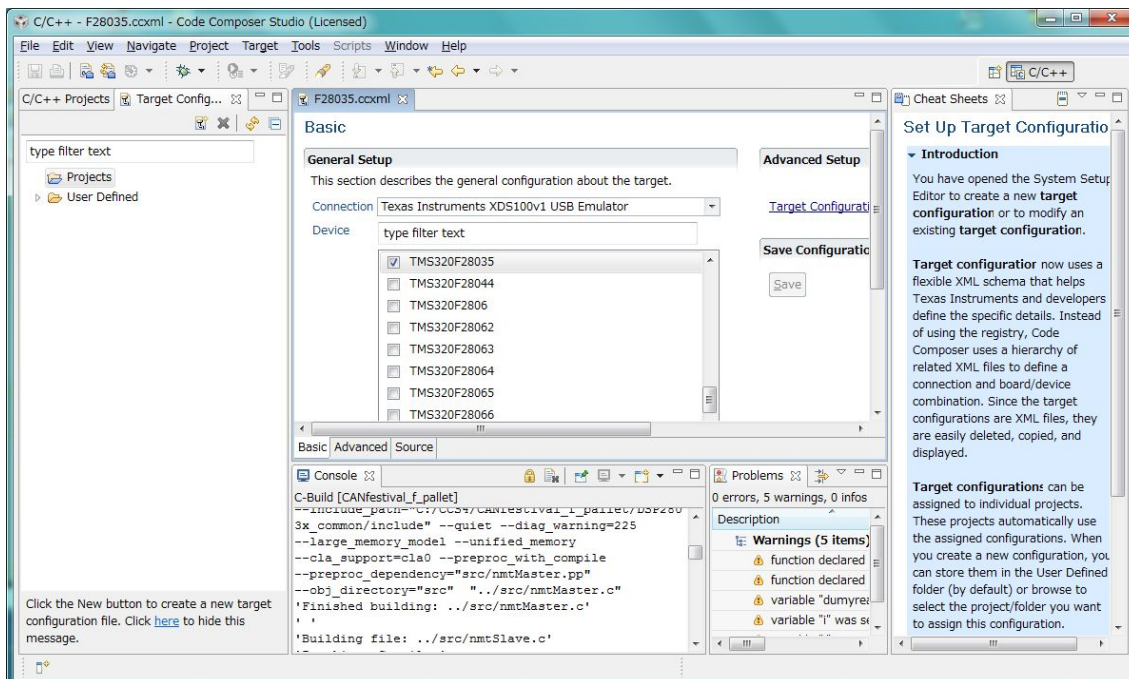 C/C++ - F28035.ccxml - Code Composer Studio (Licensed)
File Edit View Navigate Project Target Tools Scripts Window Help
C/C++
C/C++ Projects Target Config...
type filter text
Projects
User Defined
Click the New button to create a new target
configuration file. Click here to hide this
message.
F28035.ccxml
Basic
General Setup
This section describes the general configuration about the target.
Connection Texas Instruments XDS100v1 USB Emulator
Device type filter text
TMS320F28035
TMS320F28044
TMS320F2806
TMS320F28062
TMS320F28063
TMS320F28064
TMS320F28065
TMS320F28066
Advanced Setup
Target Configurati
Save Configuratio
Save
Basic Advanced Source
Console
C-Build [CANfestival_f_pallet]
--include_path="C:/CCS4/CANfestival_f_pallet/DSP280
3x_common/include" --quiet --diag_warning=225
--large_memory_model --unified_memory
--cla_support=cla0 --preproc_with_compile
--preproc_dependency="src/nmtMaster.pp"
--obj_directory="src" "../src/nmtMaster.c"
'Finished building: ../src/nmtMaster.c'
' '
'Building file: ../src/nmtSlave.c'
Problems
0 errors, 5 warnings, 0 infos
Description
Warnings (5 items)
function declared
function declared
variable "dumyrea
variable "i" was se
Cheat Sheets
Set Up Target Configuratio
Introduction
You have opened the System Setup
Editor to create a new target
configuration or to modify an
existing target configuration.
Target configuration now uses a
flexible XML schema that helps
Texas Instruments and developers
define the specific details. Instead
of using the registry, Code
Composer uses a hierarchy of
related XML files to define a
connection and board/device
combination. Since the target
configurations are XML files, they
are easily deleted, copied, and
displayed.
Target configurations can be
assigned to individual projects.
These projects automatically use
the assigned configurations. When
you create a new configuration, you
can store them in the User Defined
folder (by default) or browse to
select the project/folder you want
to assign this configuration.